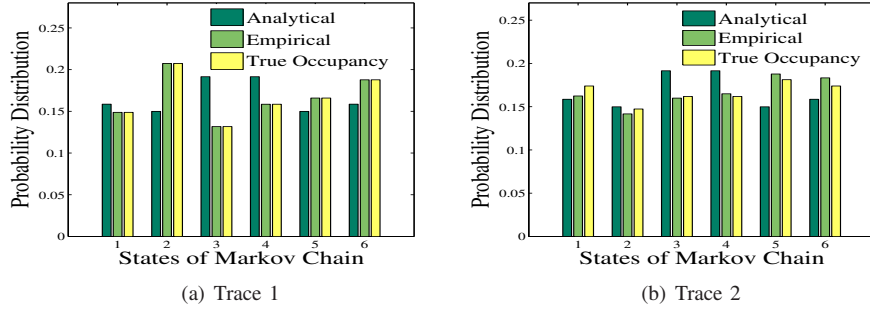 Probability Distribution
0.25
0.2
0.15
0.1
0.05
0
Analytical
Empirical
True Occupancy
1 2 3 4 5 6
States of Markov Chain
(a) Trace 1
Probability Distribution
0.25
0.2
0.15
0.1
0.05
0
Analytical
Empirical
True Occupancy
1 2 3 4 5 6
States of Markov Chain
(b) Trace 2